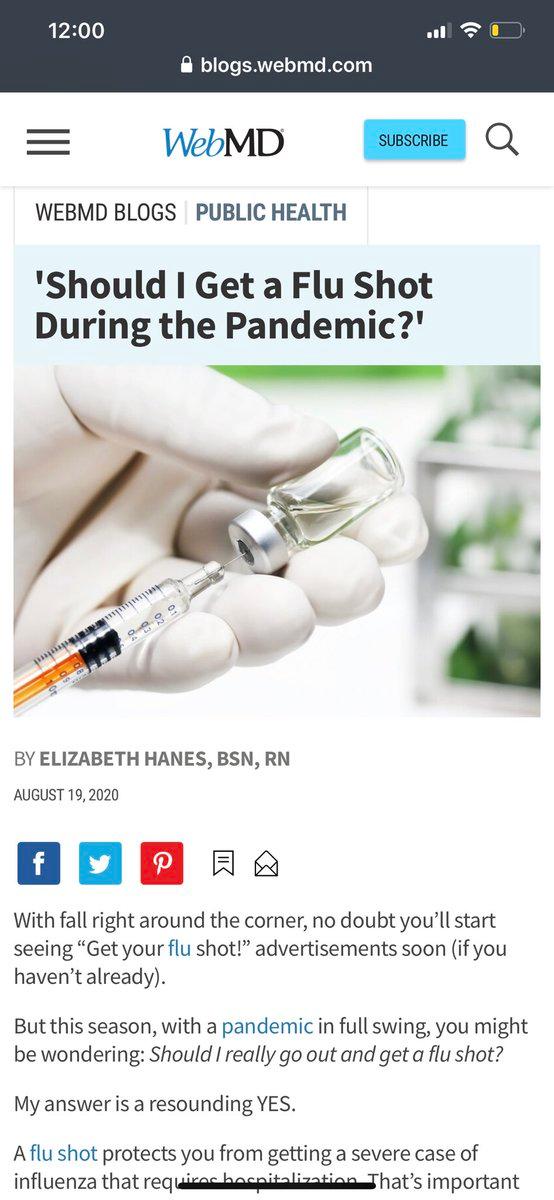 12:00
blogs.webmd.com
WebMD
SUBSCRIBE
WEBMD BLOGS | PUBLIC HEALTH
'Should I Get a Flu Shot
During the Pandemic?'
BY ELIZABETH HANES, BSN, RN
AUGUST 19, 2020
With fall right around the corner, no doubt you’ll start
seeing “Get your flu shot!” advertisements soon (if you
haven’t already).
But this season, with a pandemic in full swing, you might
be wondering: Should I really go out and get a flu shot?
My answer is a resounding YES.
A flu shot protects you from getting a severe case of
influenza that requires hospitalization. That’s important